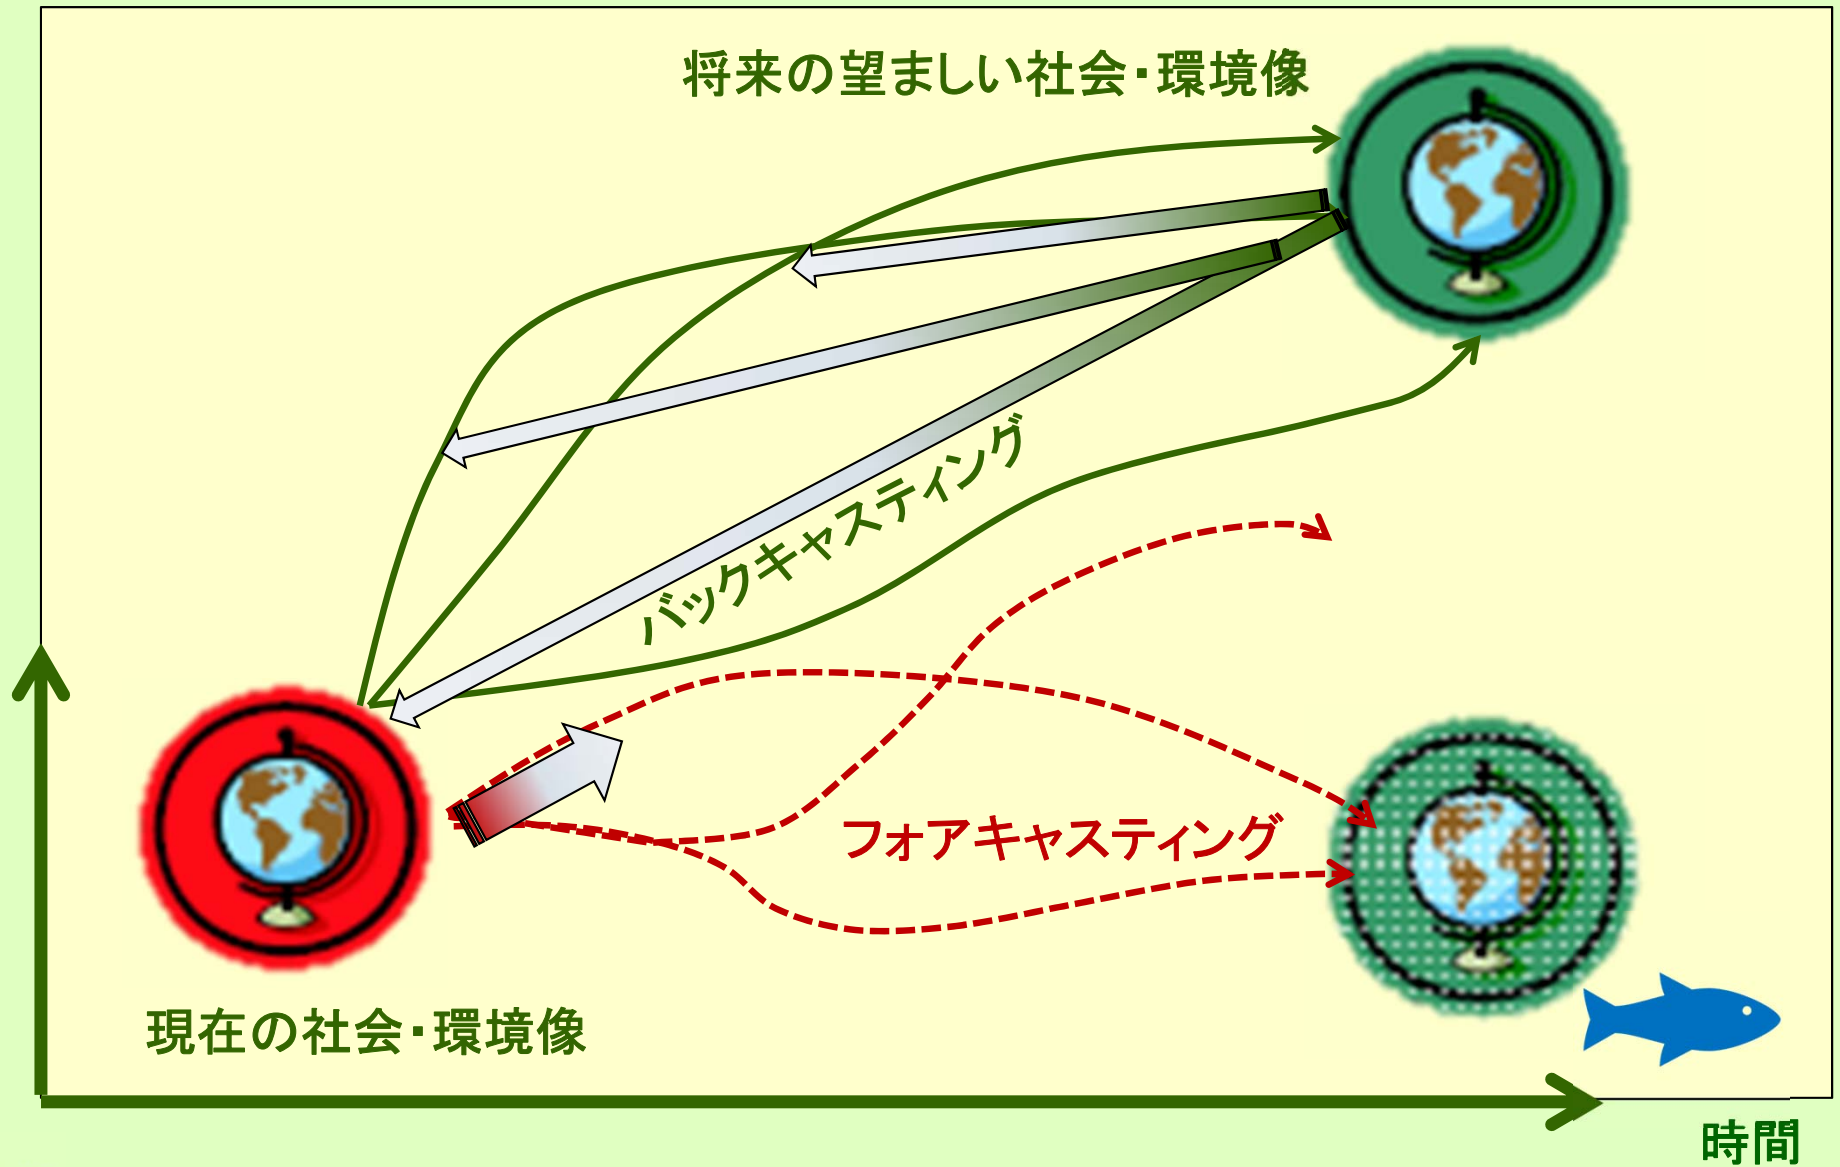 将来の望ましい社会・環境像
バックキャスティング
フォアキャスティング
現在の社会・環境像
時間